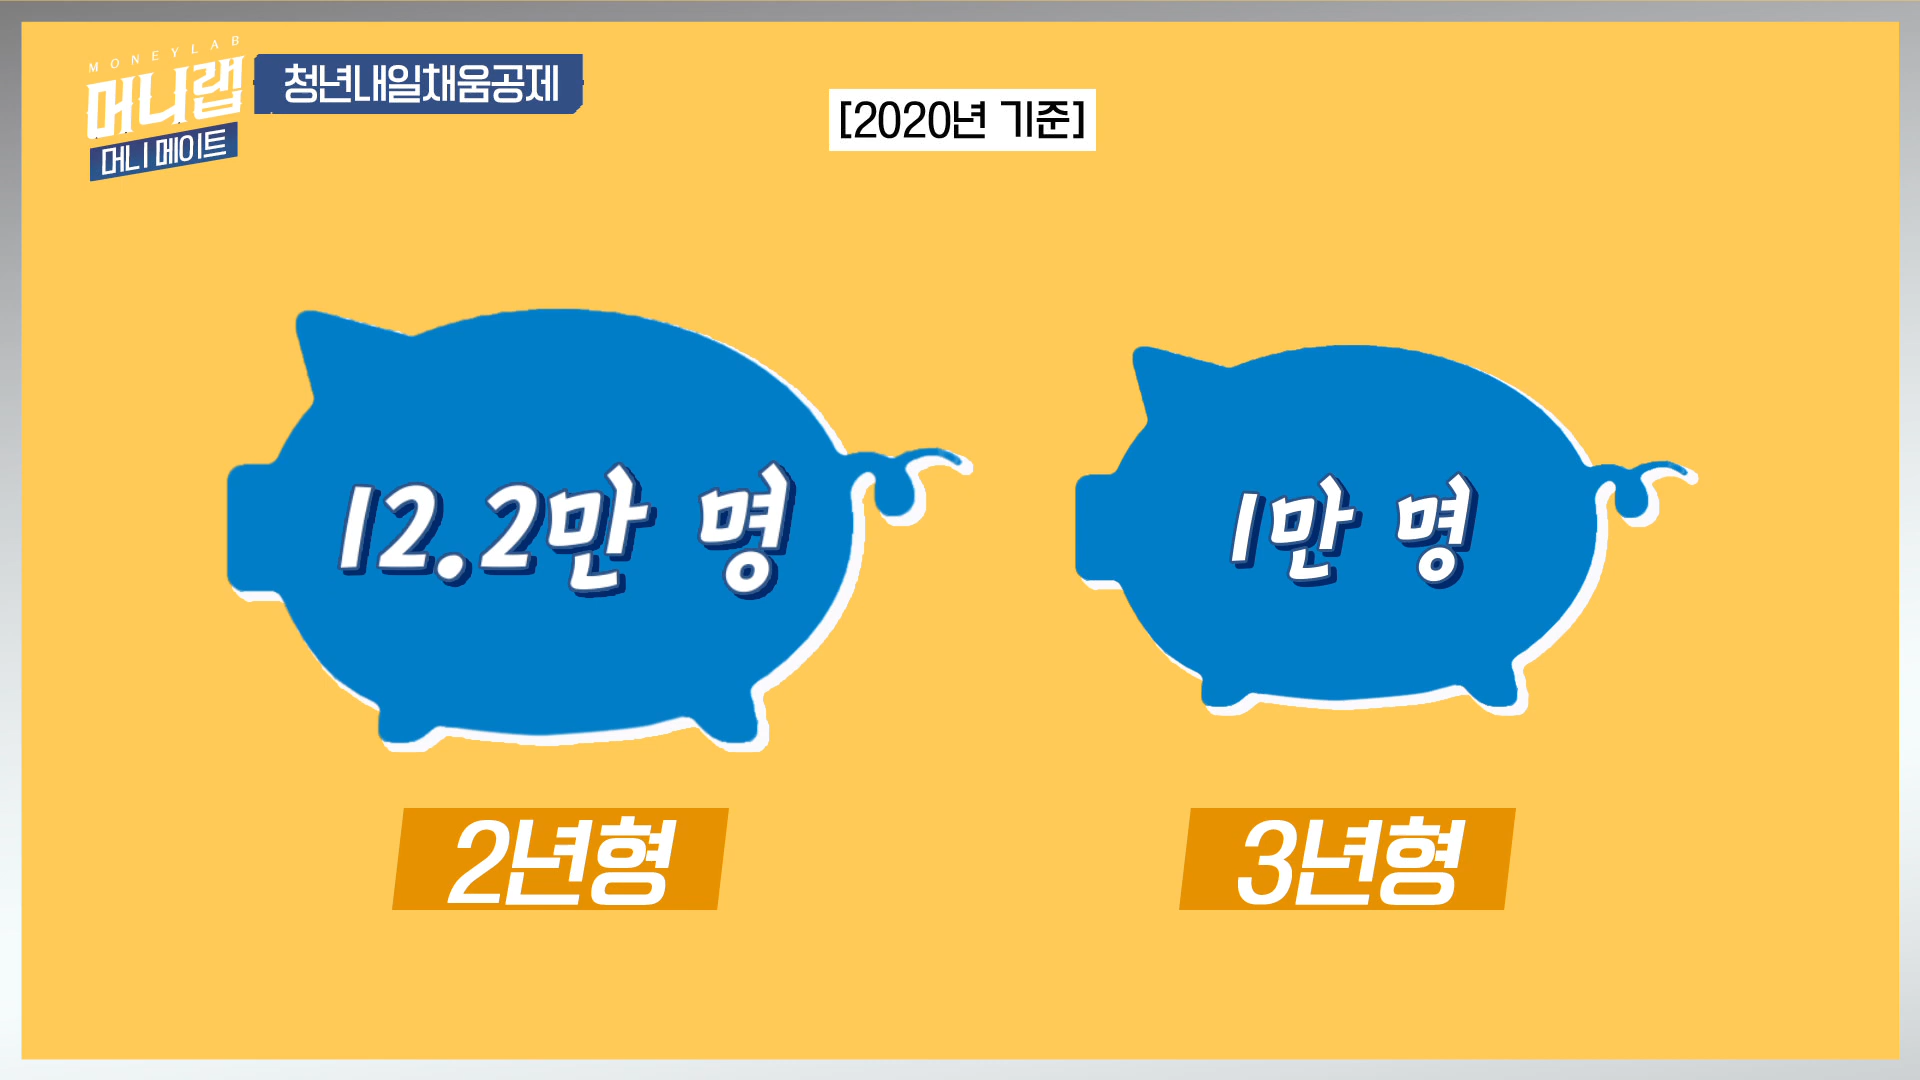 MONEYLAB
머니랩
머니 메이트
청년내일채움공제
[2020년 기준]
12.2만 명
1만 명
2년형
3년형